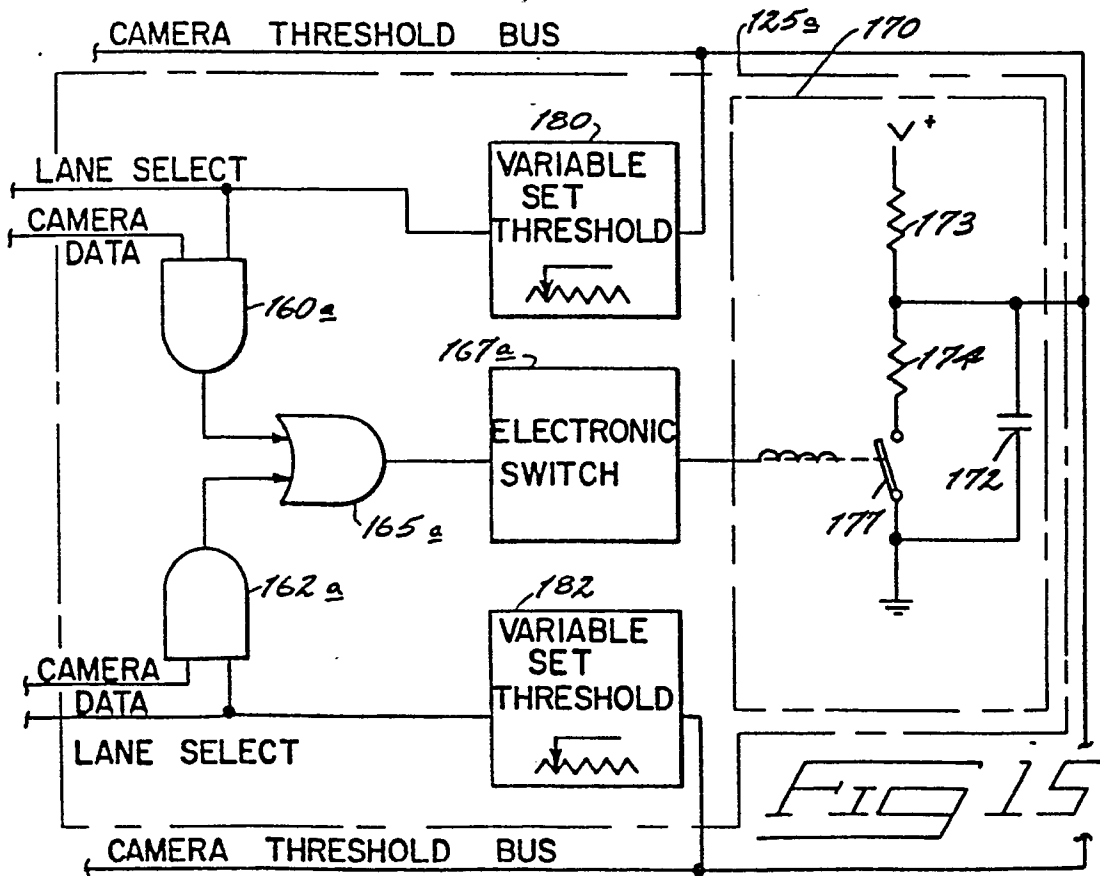 CAMERA THRESHOLD BUS
125a
170
LANE SELECT
CAMERA
DATA
180
VARIABLE
SET
THRESHOLD
V+
173
160a
167a
ELECTRONIC
SWITCH
174
172
177
165a
162a
182
VARIABLE
SET
THRESHOLD
CAMERA
DATA
LANE SELECT
CAMERA THRESHOLD BUS
FIG 15